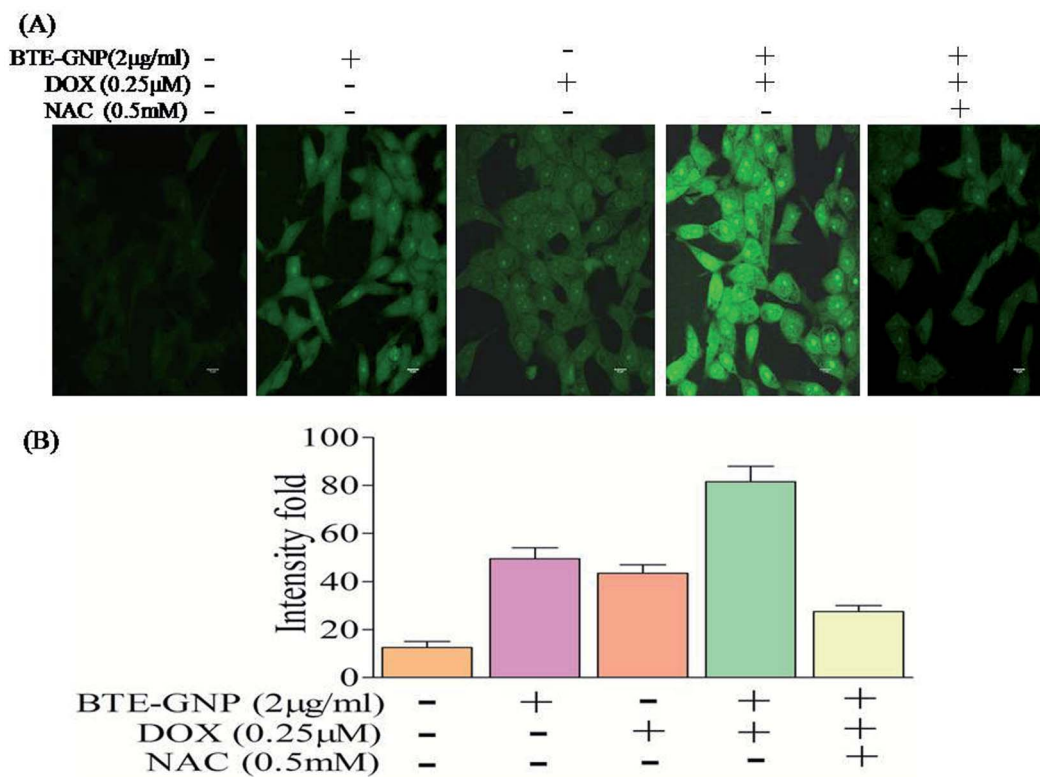 (A)
BTE-GNP(2µg/ml) - + - + +
DOX (0.25µM) - - + + +
NAC (0.5mM) - - - - +
(B)
100
80
60
40
20
0
Intensity fold
BTE-GNP (2µg/ml) - + - + +
DOX (0.25µM) - - + + +
NAC (0.5mM) - - - - +